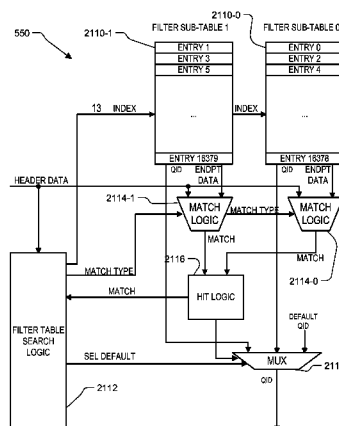 550
2110-1
2110-0
FILTER SUB-TABLE 1
FILTER SUB-TABLE 0
ENTRY 1
ENTRY 0
ENTRY 3
ENTRY 2
ENTRY 5
ENTRY 4
13
INDEX
...
INDEX
...
ENTRY 16379
ENTRY 16378
QID
ENDPT
DATA
QID
ENDPT
DATA
HEADER DATA
2114-1
MATCH
LOGIC
MATCH TYPE
MATCH
LOGIC
MATCH
MATCH
MATCH TYPE
2116
2114-0
MATCH
HIT LOGIC
FILTER TABLE
SEARCH
LOGIC
DEFAULT
QID
SEL DEFAULT
MUX
2112
QID